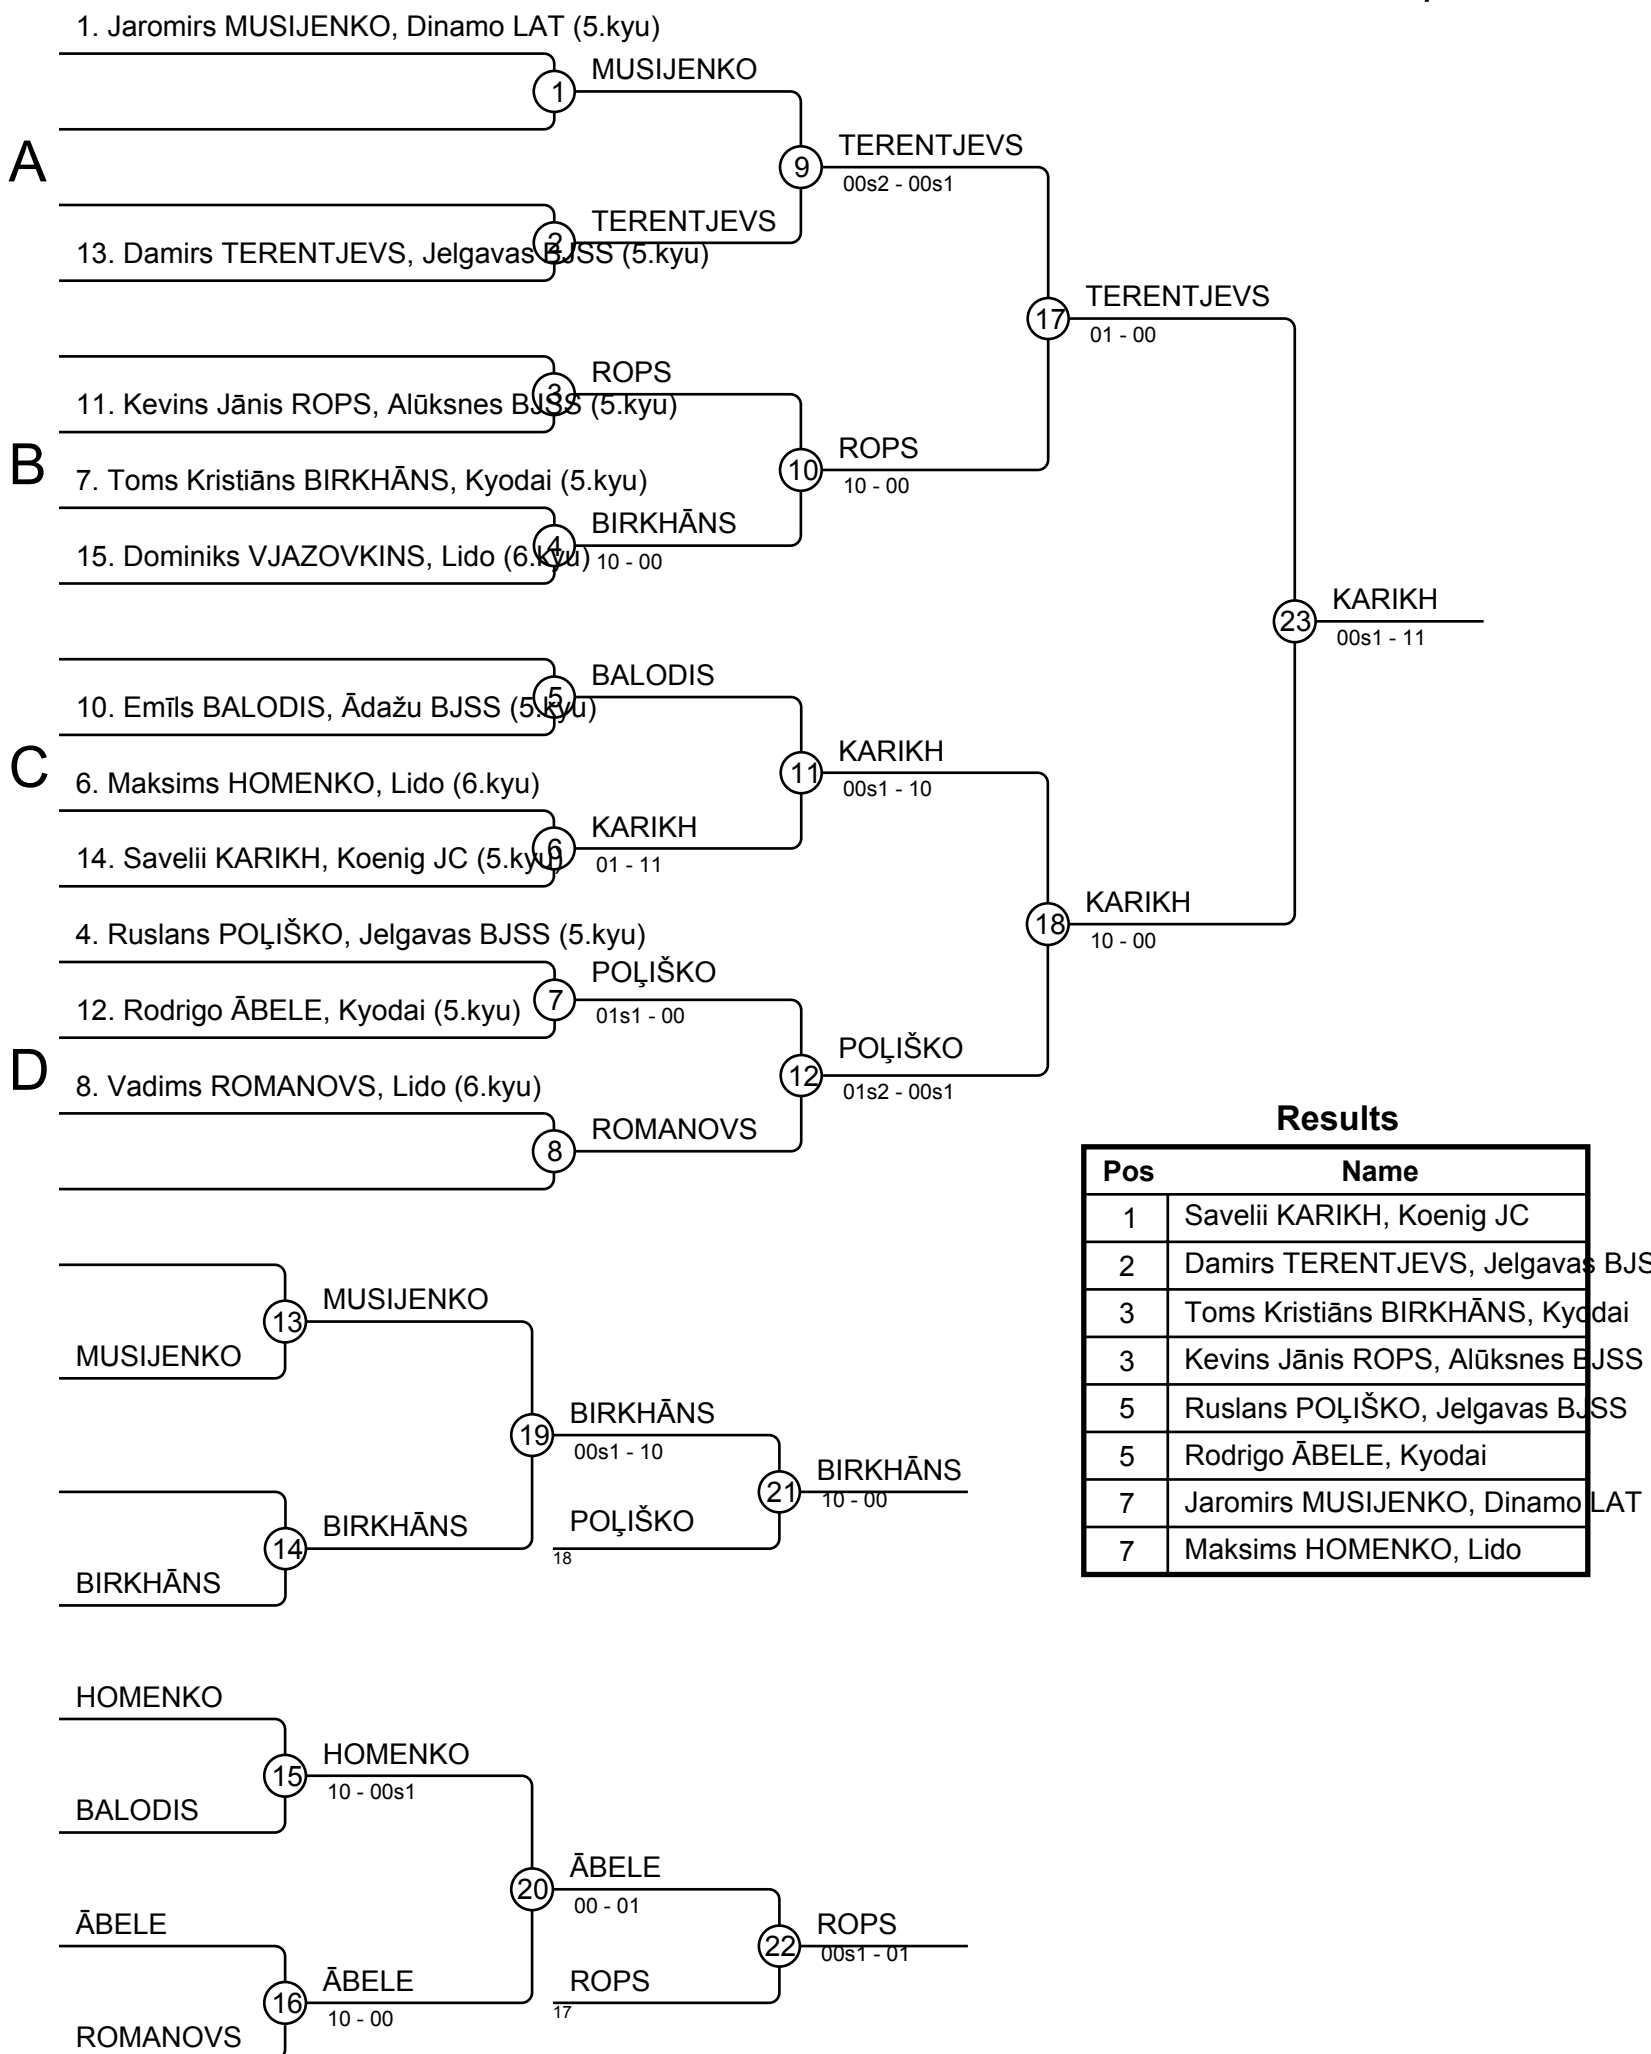 1. Jaromirs MUSIJENKO, Dinamo LAT (5.kyu)
MUSIJENKO
1
A
TERENTJEVS
9
00s2 - 00s1
TERENTJEVS
2
13. Damirs TERENTJEVS, Jelgavas BJSS (5.kyu)
TERENTJEVS
17
01 - 00
ROPS
3
11. Kevins Jānis ROPS, Alūksnes BJSS (5.kyu)
B
ROPS
10
10 - 00
7. Toms Kristiāns BIRKHĀNS, Kyodai (5.kyu)
BIRKHĀNS
4
15. Dominiks VJAZOVKINS, Lido (6.kyu)
10 - 00
KARIKH
23
00s1 - 11
BALODIS
5
10. Emīls BALODIS, Ādažu BJSS (5.kyu)
C
KARIKH
11
00s1 - 10
6. Maksims HOMENKO, Lido (6.kyu)
KARIKH
6
14. Savelii KARIKH, Koenig JC (5.kyu)
01 - 11
KARIKH
18
10 - 00
4. Ruslans POĻIŠKO, Jelgavas BJSS (5.kyu)
POĻIŠKO
7
12. Rodrigo ĀBELE, Kyodai (5.kyu)
01s1 - 00
D
POĻIŠKO
12
01s2 - 00s1
8. Vadims ROMANOVS, Lido (6.kyu)
ROMANOVS
8
Results
Pos Name
1 Savelii KARIKH, Koenig JC
2 Damirs TERENTJEVS, Jelgavas BJS
3 Toms Kristiāns BIRKHĀNS, Kyodai
3 Kevins Jānis ROPS, Alūksnes BJSS
5 Ruslans POĻIŠKO, Jelgavas BJSS
5 Rodrigo ĀBELE, Kyodai
7 Jaromirs MUSIJENKO, Dinamo LAT
7 Maksims HOMENKO, Lido
MUSIJENKO
13
MUSIJENKO
BIRKHĀNS
19
00s1 - 10
BIRKHĀNS
21
10 - 00
POĻIŠKO
18
BIRKHĀNS
14
BIRKHĀNS
HOMENKO
HOMENKO
15
10 - 00s1
BALODIS
ĀBELE
20
00 - 01
ĀBELE
ROPS
22
00s1 - 01
ROPS
17
ĀBELE
16
10 - 00
ROMANOVS